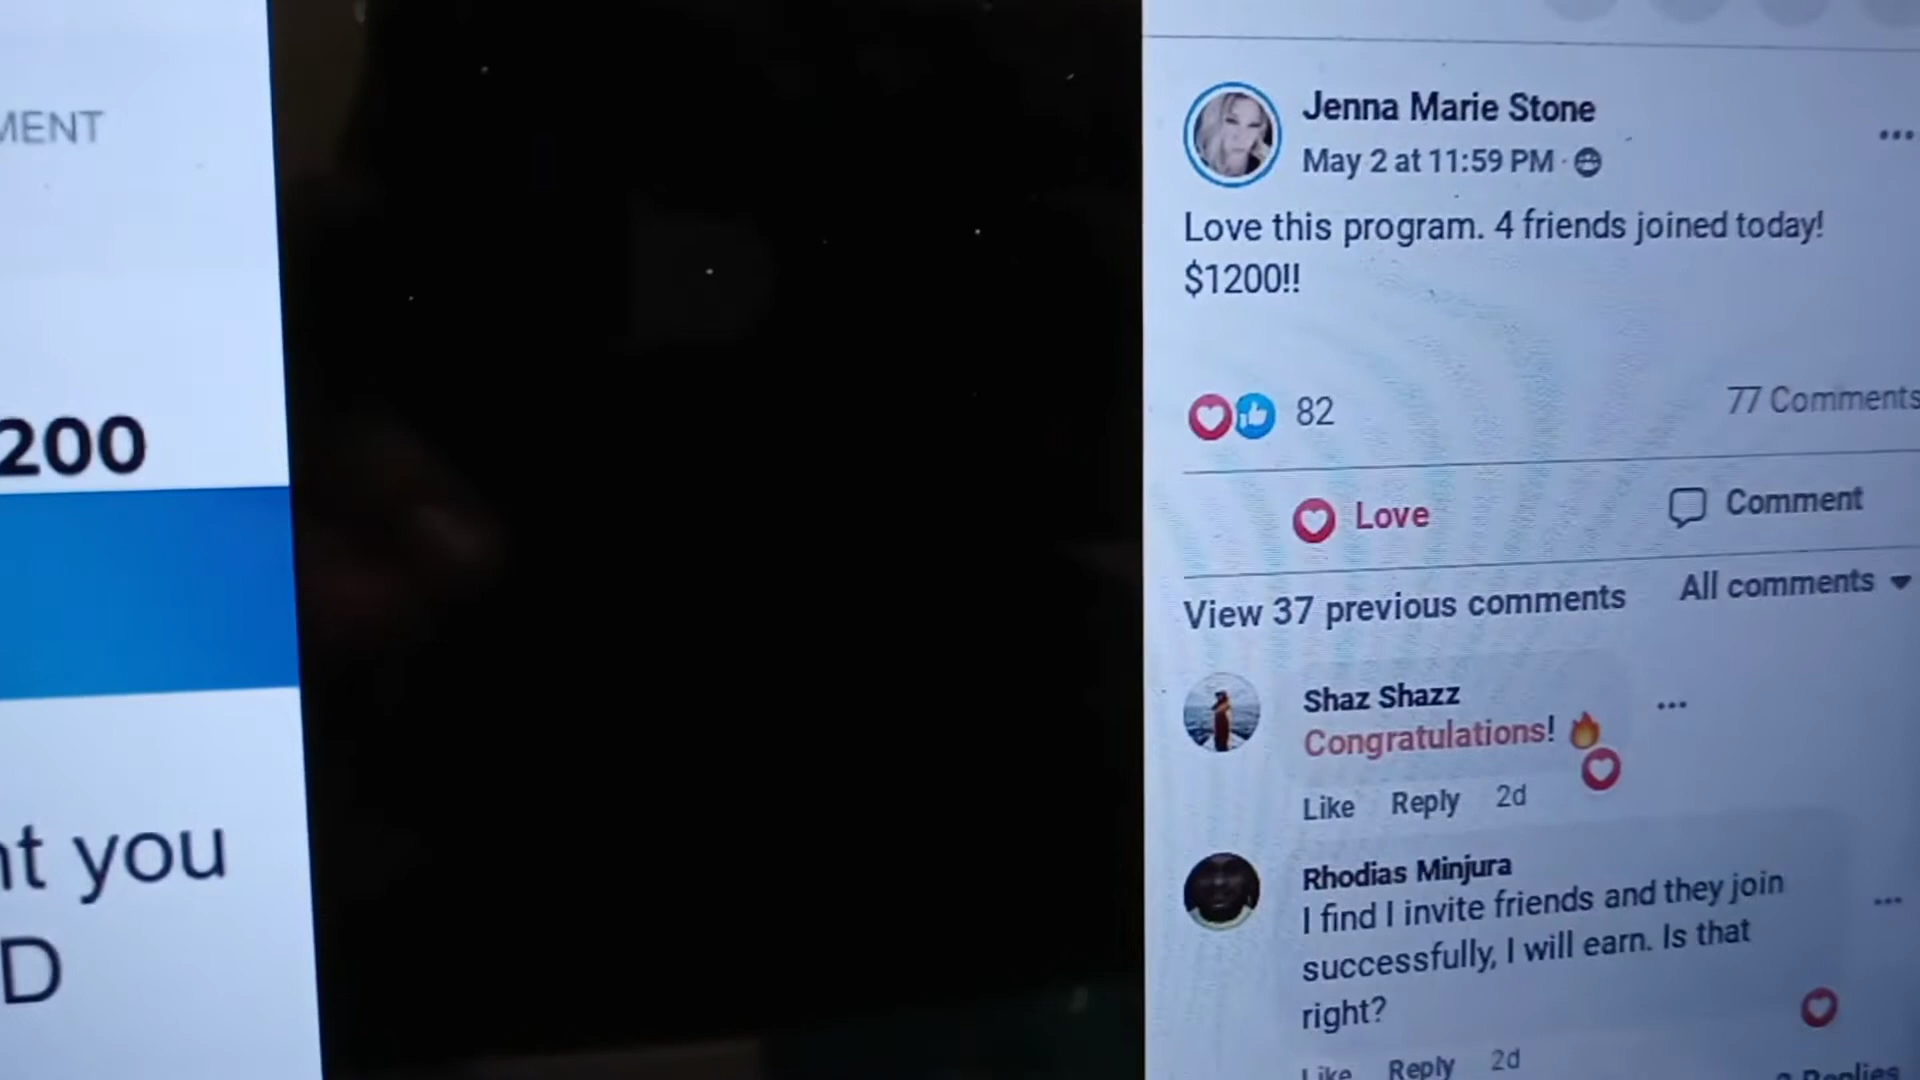 MENT
200
nt you
D
Jenna Marie Stone
May 2 at 11:59 PM ·
Love this program. 4 friends joined today!
$1200!!
82
77 Comments
Love
Comment
View 37 previous comments
All comments
Shaz Shazz
Congratulations! 🔥
Like Reply 2d
Rhodias Minjura
I find I invite friends and they join
successfully, I will earn. Is that
right?
Like Reply 2d
Replies